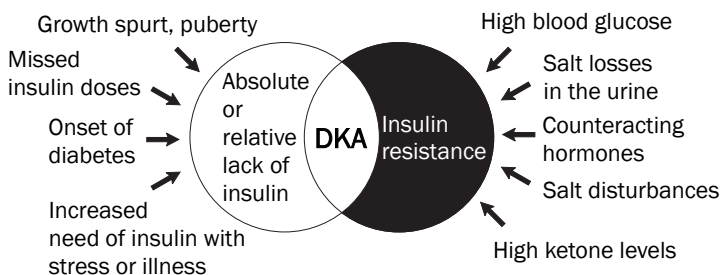 Growth spurt, puberty
Missed
insulin doses
Onset of
diabetes
Increased
need of insulin with
stress or illness
Absolute
or
relative
lack of
insulin
DKA
Insulin
resistance
High blood glucose
Salt losses
in the urine
Counteracting
hormones
Salt disturbances
High ketone levels